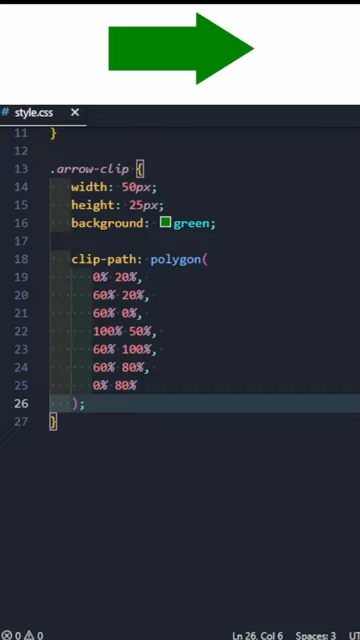 style.css
11 }
12
13 .arrow-clip {
14 width: 50px;
15 height: 25px;
16 background: green;
17
18 clip-path: polygon(
19 0% 20%,
20 60% 20%,
21 60% 0%,
22 100% 50%,
23 60% 100%,
24 60% 80%,
25 0% 80%
26 );
27 }
0 0 Ln 26, Col 6 Spaces: 3 UT